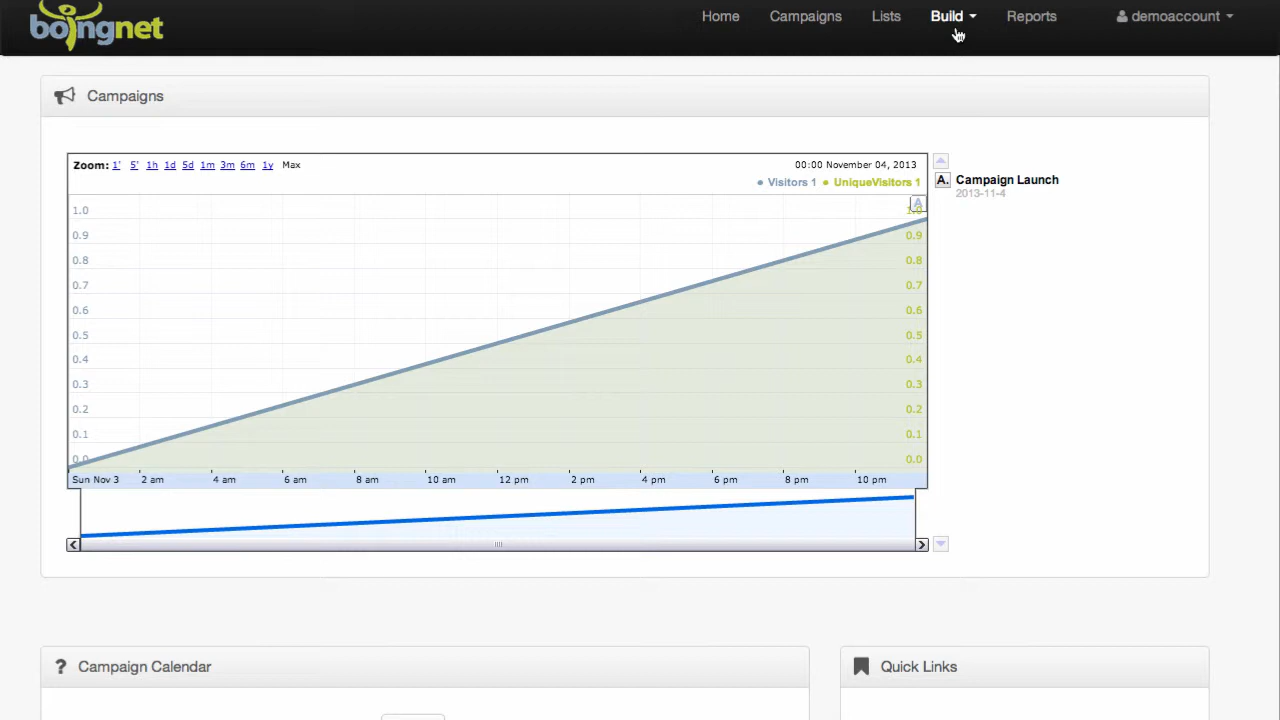 boingnet
Home Campaigns Lists Build Reports demoaccount
Campaigns
Zoom: 1' 5' 1h 1d 5d 1m 3m 6m 1y Max
00:00 November 04, 2013
Visitors 1 UniqueVisitors 1
A
A. Campaign Launch
2013-11-4
1.0 1.0
0.9 0.9
0.8 0.8
0.7 0.7
0.6 0.6
0.5 0.5
0.4 0.4
0.3 0.3
0.2 0.2
0.1 0.1
0.0 0.0
Sun Nov 3 2 am 4 am 6 am 8 am 10 am 12 pm 2 pm 4 pm 6 pm 8 pm 10 pm
? Campaign Calendar
Quick Links